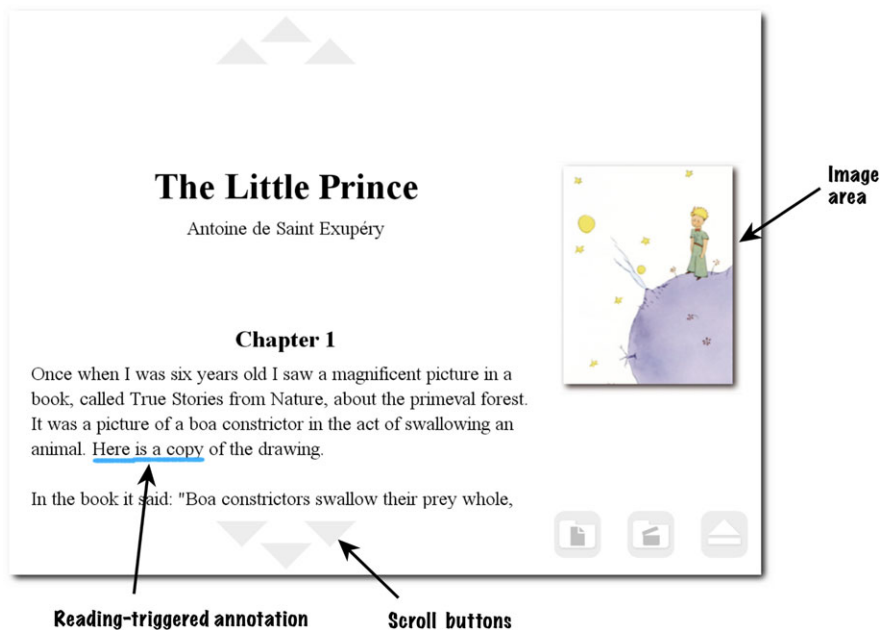 The Little Prince
Antoine de Saint Exupéry
Image
area
Chapter 1
Once when I was six years old I saw a magnificent picture in a
book, called True Stories from Nature, about the primeval forest.
It was a picture of a boa constrictor in the act of swallowing an
animal. Here is a copy of the drawing.
In the book it said: "Boa constrictors swallow their prey whole,
Reading-triggered annotation
Scroll buttons